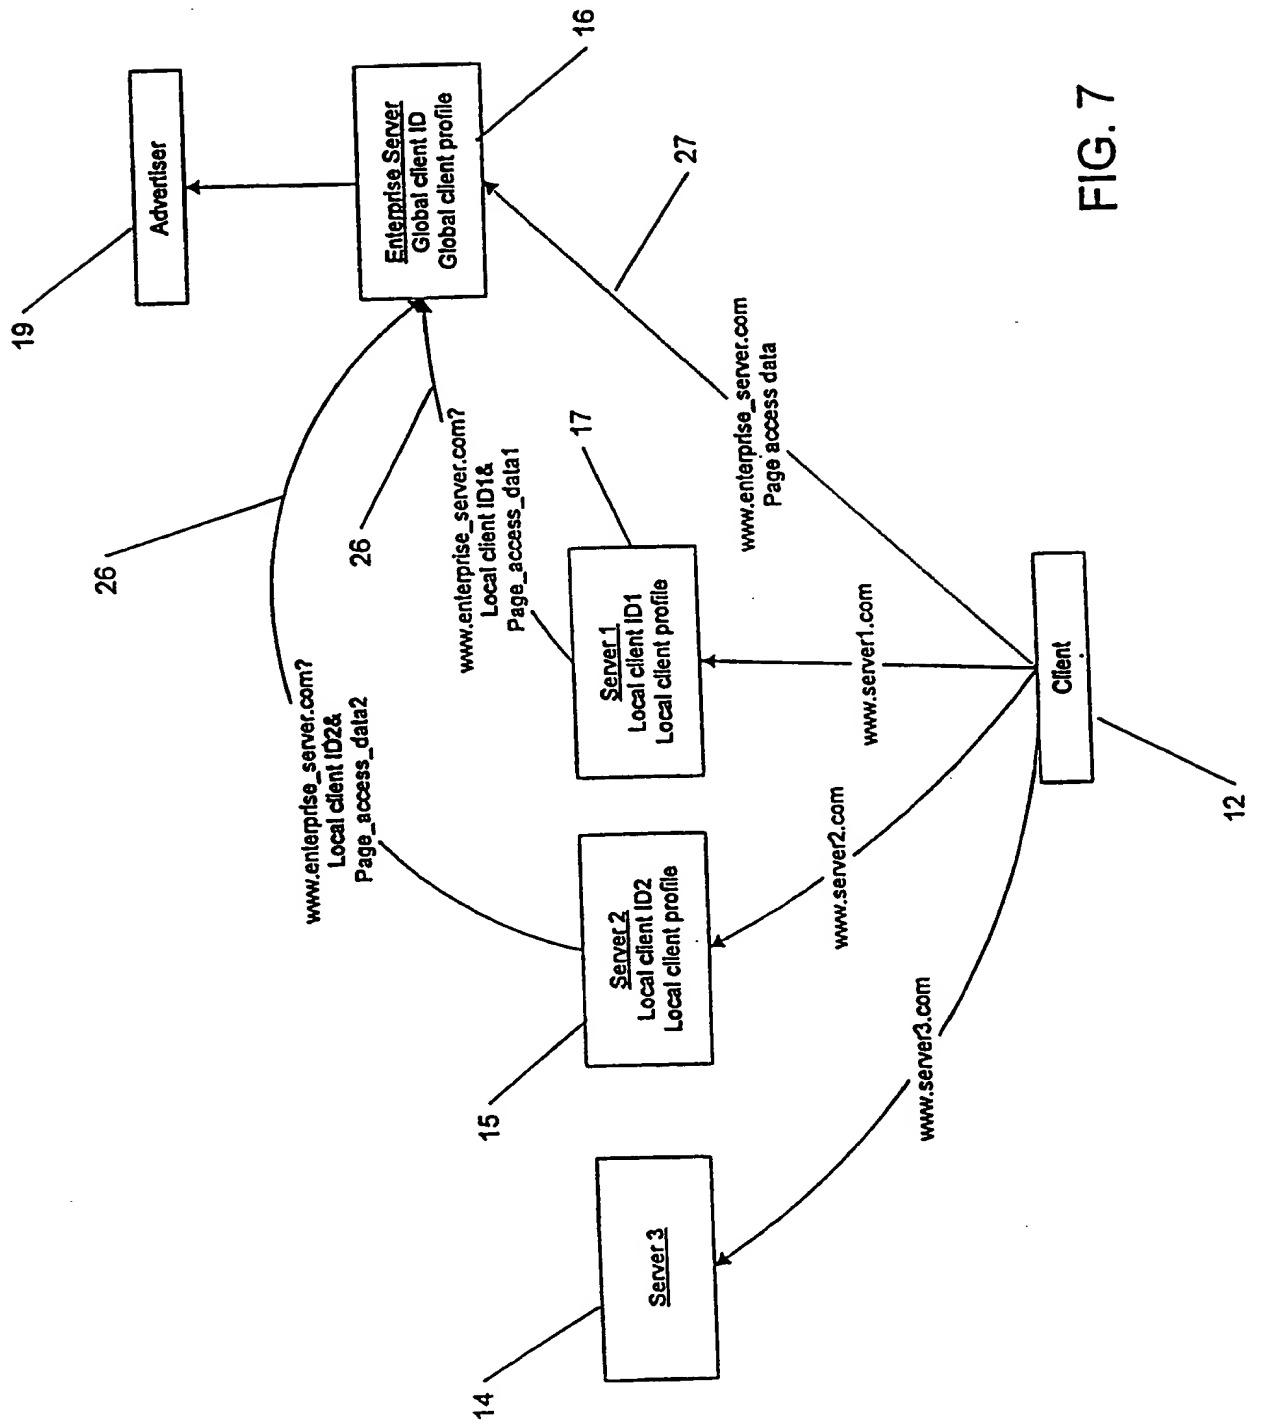 19
Advertiser
16
Enterprise Server
Global client ID
Global client profile
26
26
27
www.enterprise_server.com?
Local client ID2&
Page_access_data2
www.enterprise_server.com?
Local client ID1&
Page_access_data1
www.enterprise_server.com
Page access data
14
Server 3
15
Server 2
Local client ID2
Local client profile
17
Server 1
Local client ID1
Local client profile
www.server3.com
www.server2.com
www.server1.com
Client
12
FIG. 7